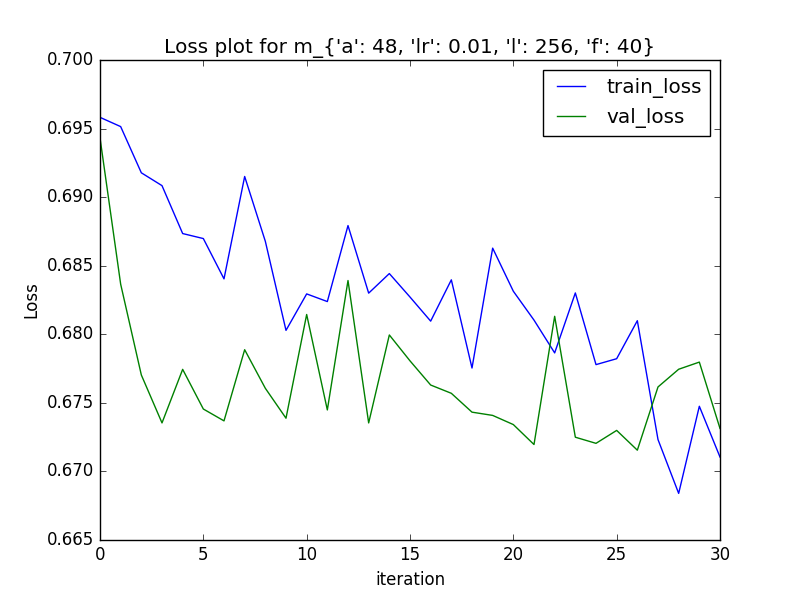 Loss plot for m_{'a': 48, 'lr': 0.01, 'l': 256, 'f': 40}
0.700
0.695
0.690
0.685
0.680
0.675
0.670
0.665
Loss
train_loss
val_loss
0 5 10 15 20 25 30
iteration